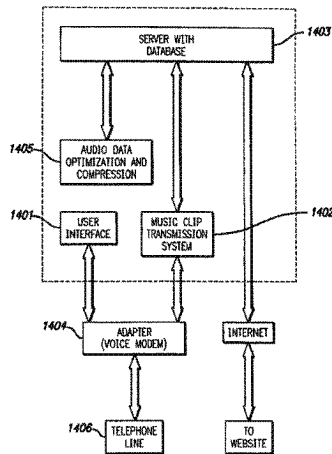 SERVER WITH
DATABASE
1403
1405
AUDIO DATA
OPTIMIZATION AND
COMPRESSION
1401
USER
INTERFACE
MUSIC CLIP
TRANSMISSION
SYSTEM
1402
1404
ADAPTER
(VOICE MODEM)
INTERNET
1406
TELEPHONE
LINE
TO
WEBSITE